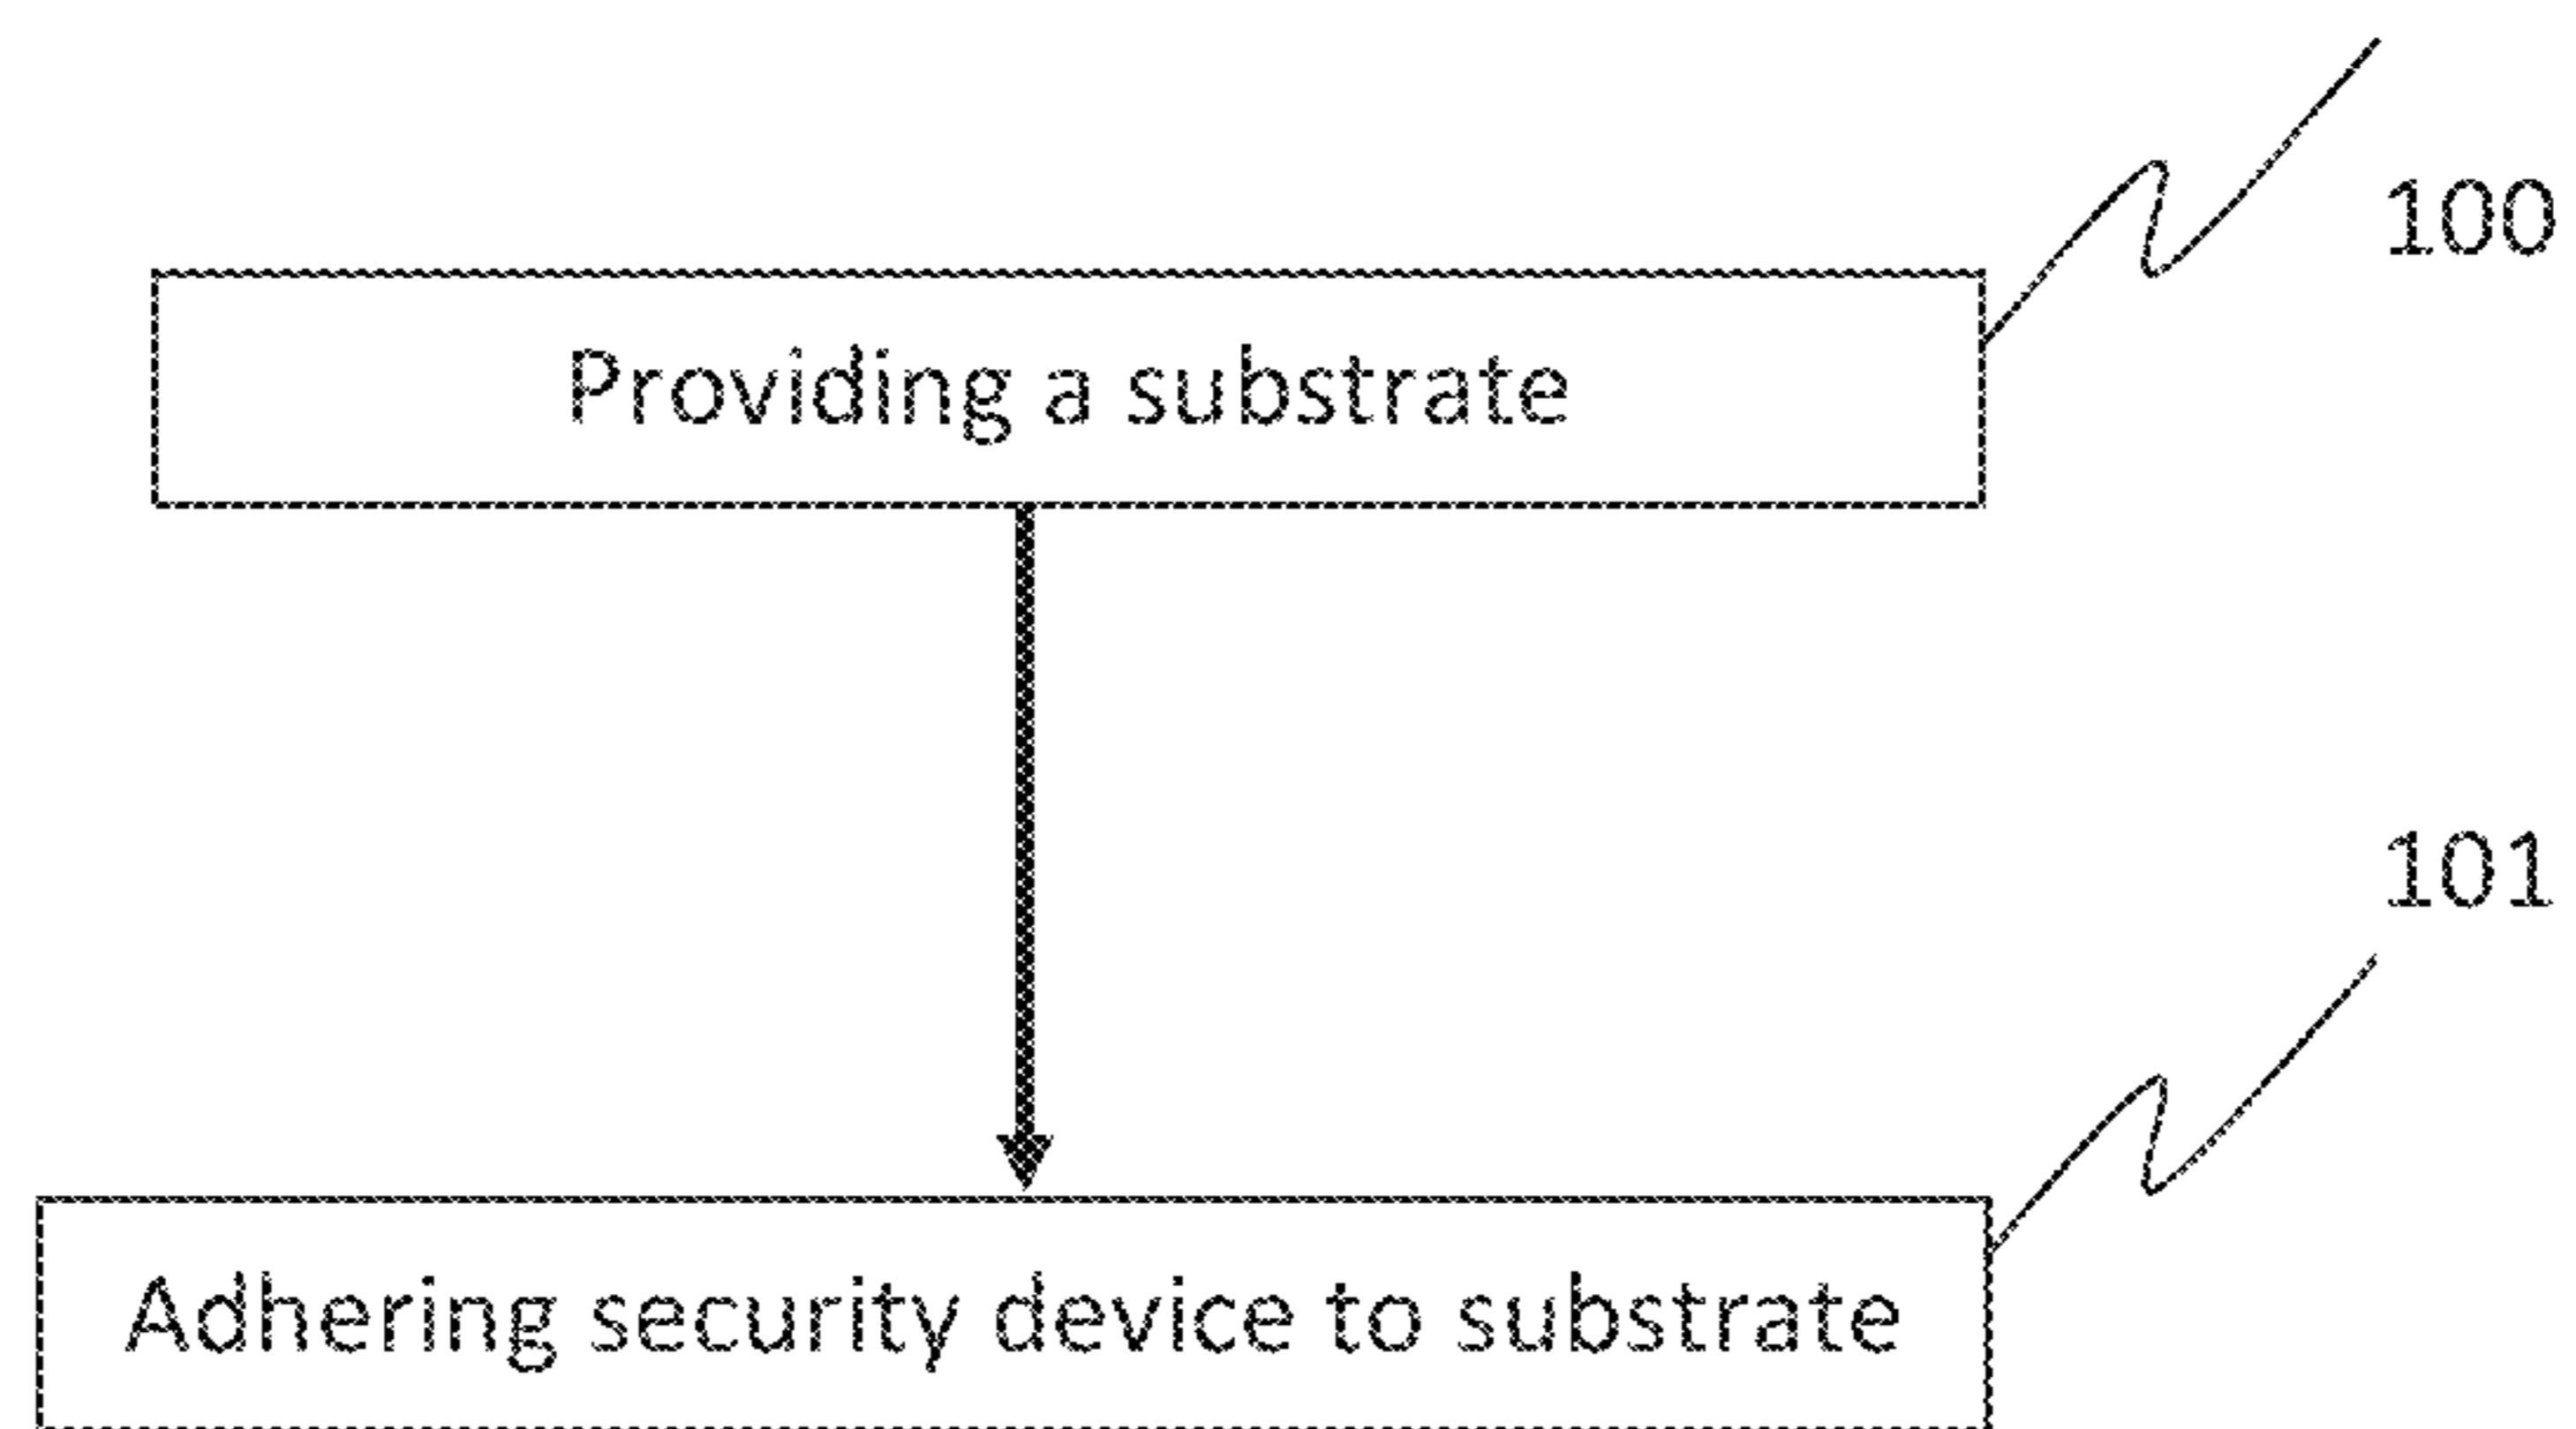 100
Providing a substrate
101
Adhering security device to substrate